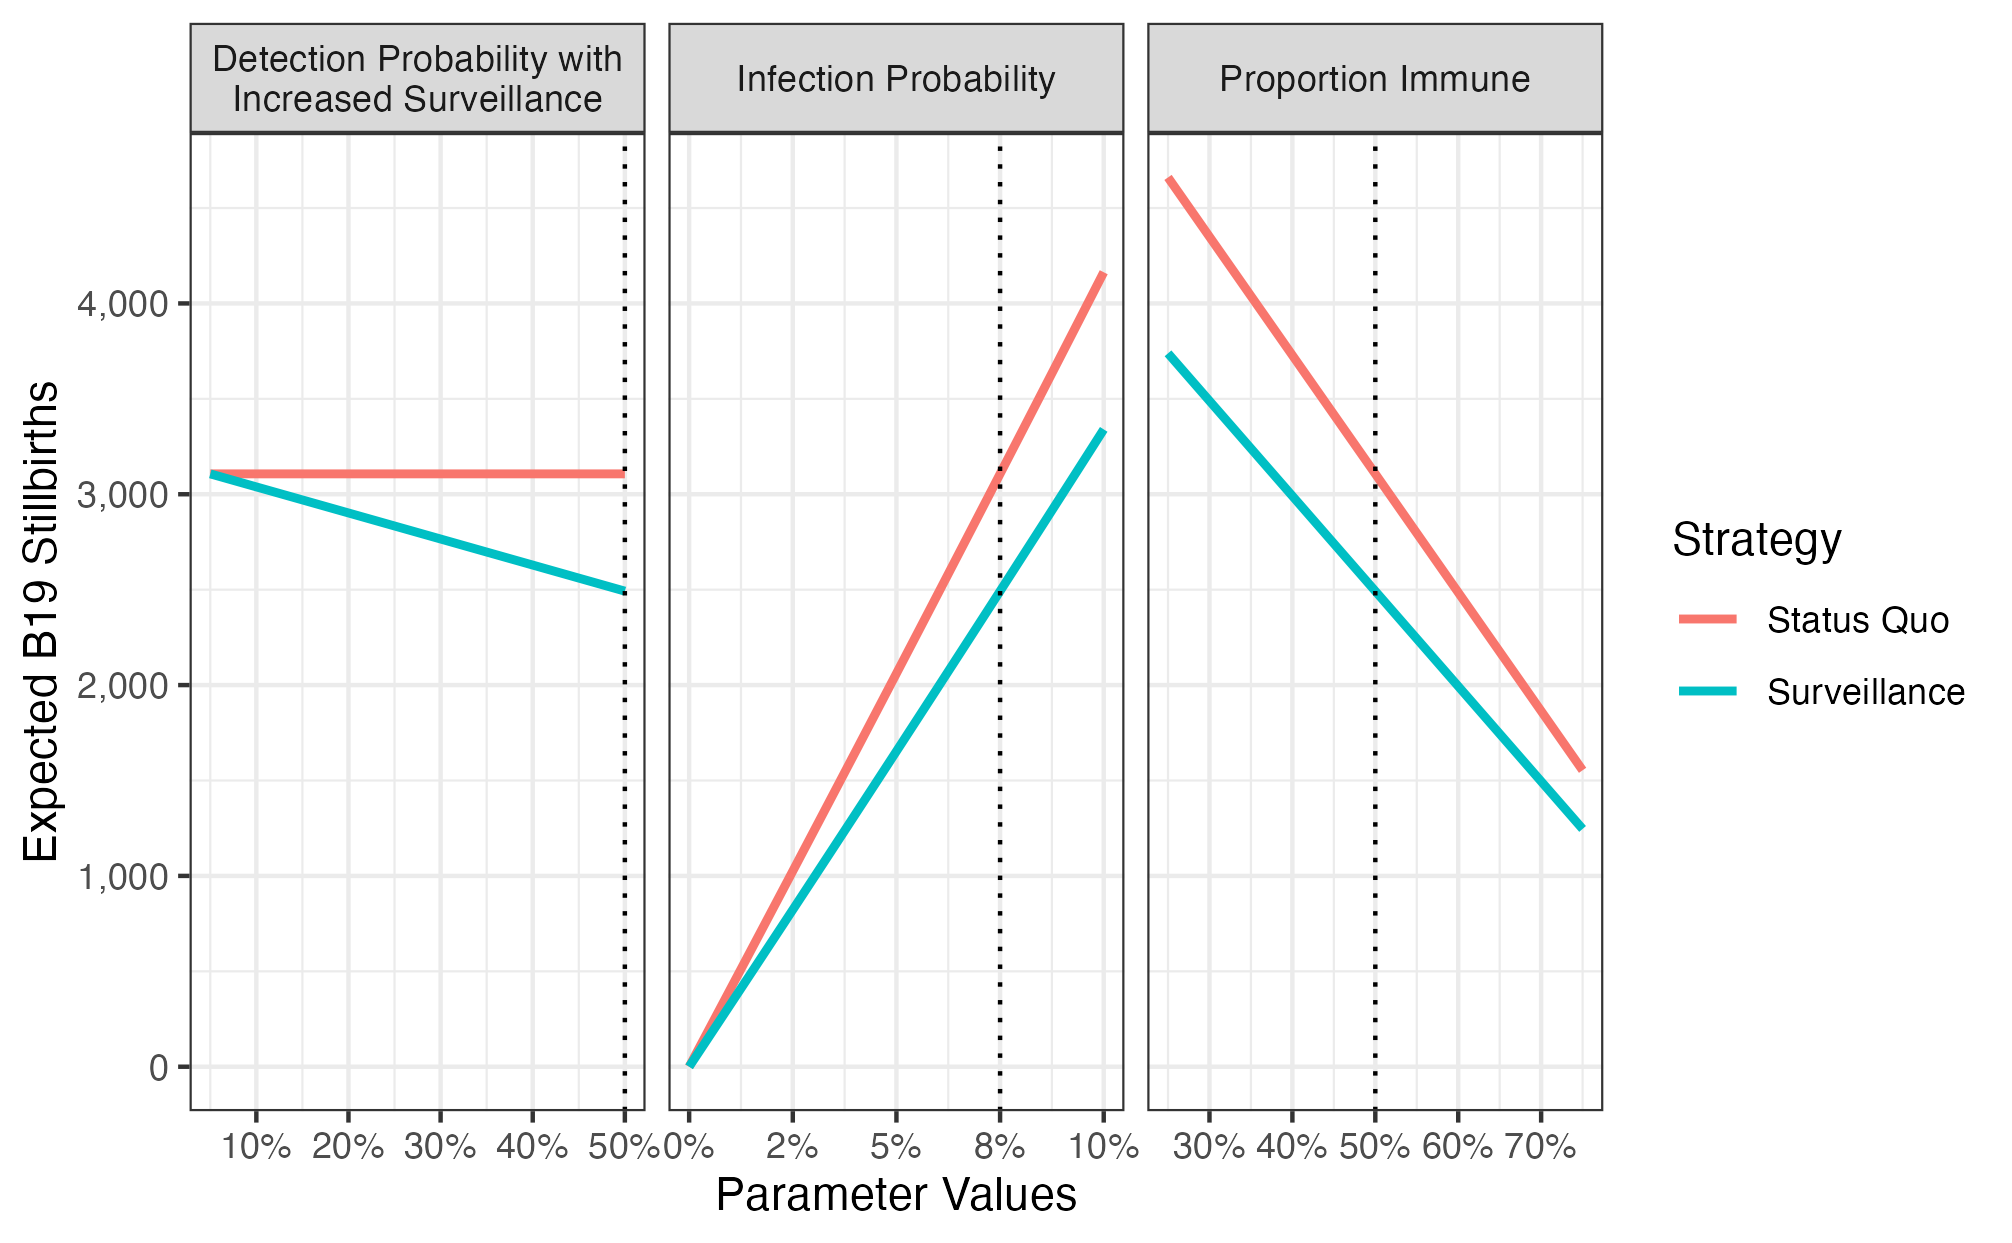 Detection Probability with
Increased Surveillance
Infection Probability
Proportion Immune
Expected B19 Stillbirths
4,000
3,000
2,000
1,000
0
10% 20% 30% 40% 50%
0% 2% 5% 8% 10%
30% 40% 50% 60% 70%
Parameter Values
Strategy
Status Quo
Surveillance